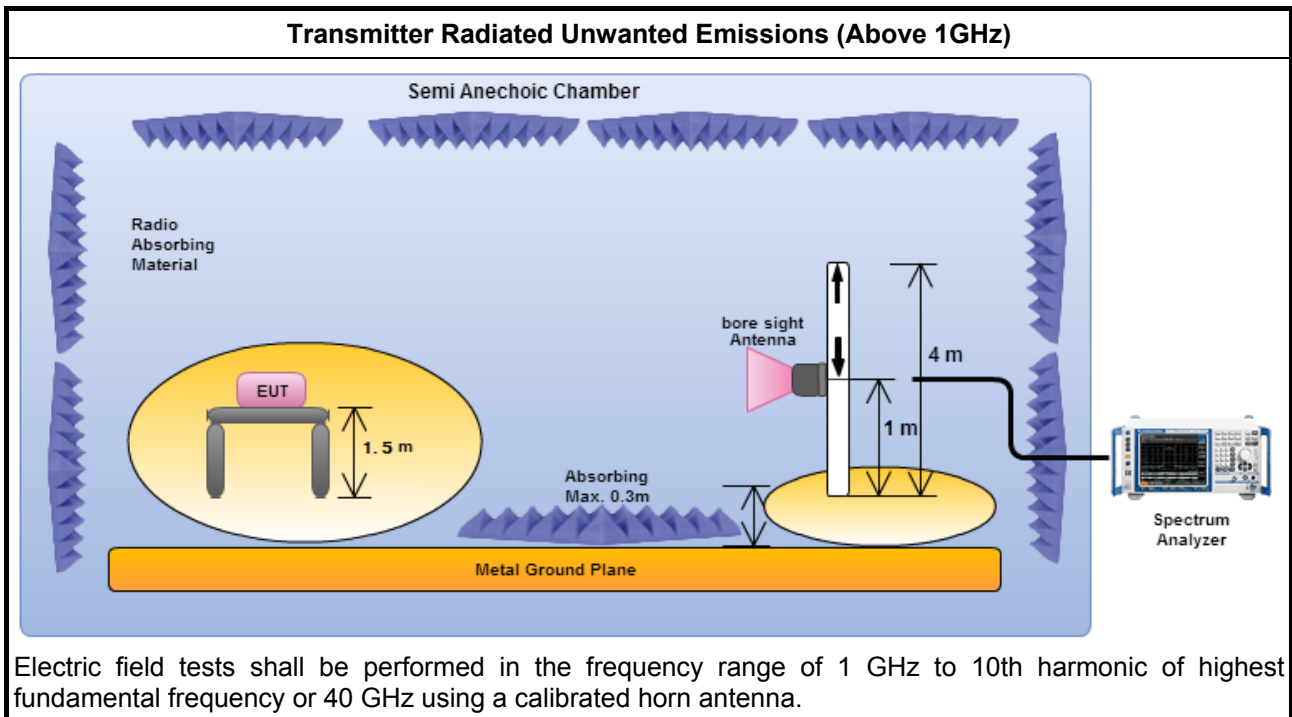 Transmitter Radiated Unwanted Emissions (Above 1GHz)
Semi Anechoic Chamber
Radio
Absorbing
Material
bore sight
Antenna
4 m
EUT
1.5 m
1 m
Absorbing
Max. 0.3m
Spectrum
Analyzer
Metal Ground Plane
Electric field tests shall be performed in the frequency range of 1 GHz to 10th harmonic of highest
fundamental frequency or 40 GHz using a calibrated horn antenna.